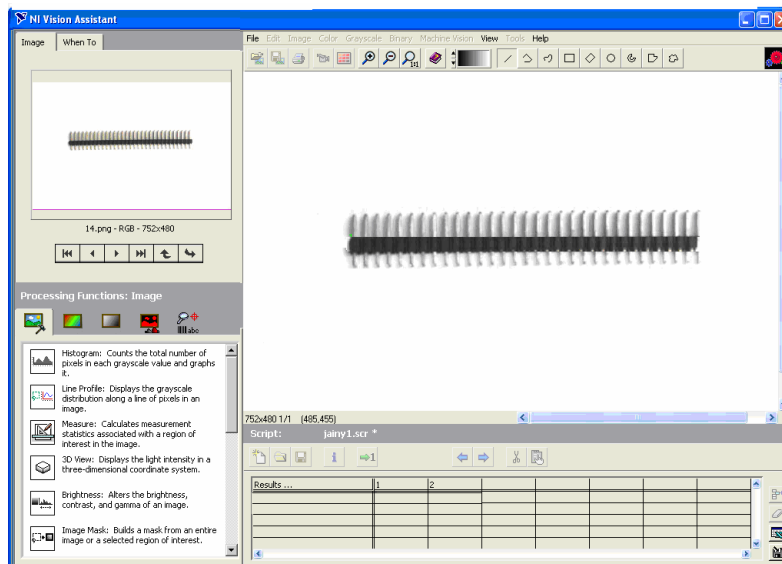 NI Vision Assistant
Image
When To
File Edit Image Color Grayscale Binary Machine Vision View Tools Help
1:1
14.png - RGB - 752x480
Processing Functions: Image
abc
Histogram: Counts the total number of
pixels in each grayscale value and graphs
it.
Line Profile: Displays the grayscale
distribution along a line of pixels in an
image.
Measure: Calculates measurement
statistics associated with a region of
interest in the image.
3D View: Displays the light intensity in a
three-dimensional coordinate system.
Brightness: Alters the brightness,
contrast, and gamma of an image.
Image Mask: Builds a mask from an entire
image or a selected region of interest.
752x480 1/1 (485,455)
Script: jainy1.scr *
1
Results ... 1 2